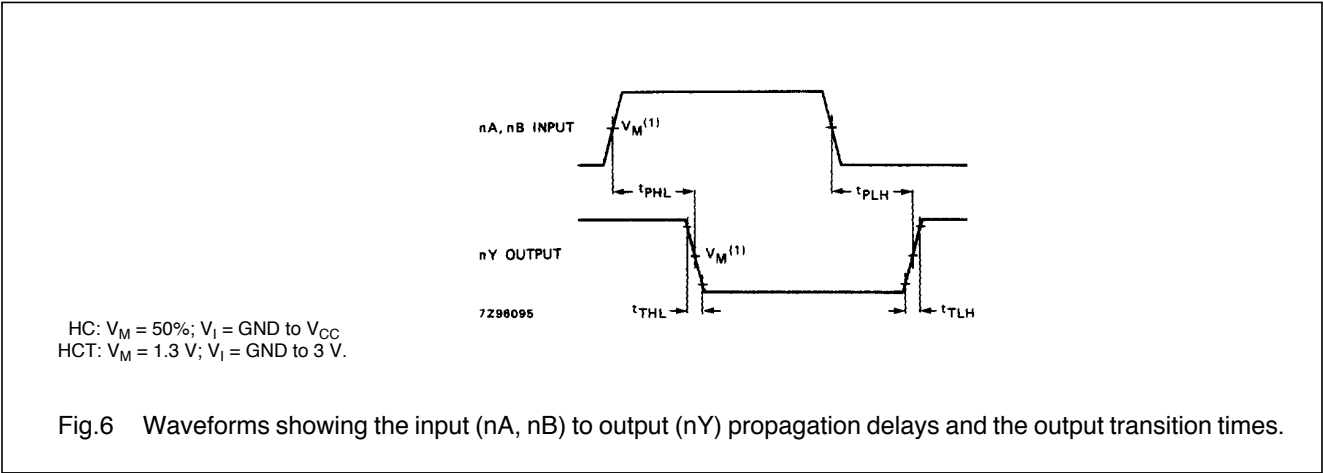 nA, nB INPUT
V_M(1)
t_PHL
t_PLH
nY OUTPUT
V_M(1)
t_THL
t_TLH
7Z96095
HC: V_M = 50%; V_I = GND to V_CC
HCT: V_M = 1.3 V; V_I = GND to 3 V.
Fig.6 Waveforms showing the input (nA, nB) to output (nY) propagation delays and the output transition times.